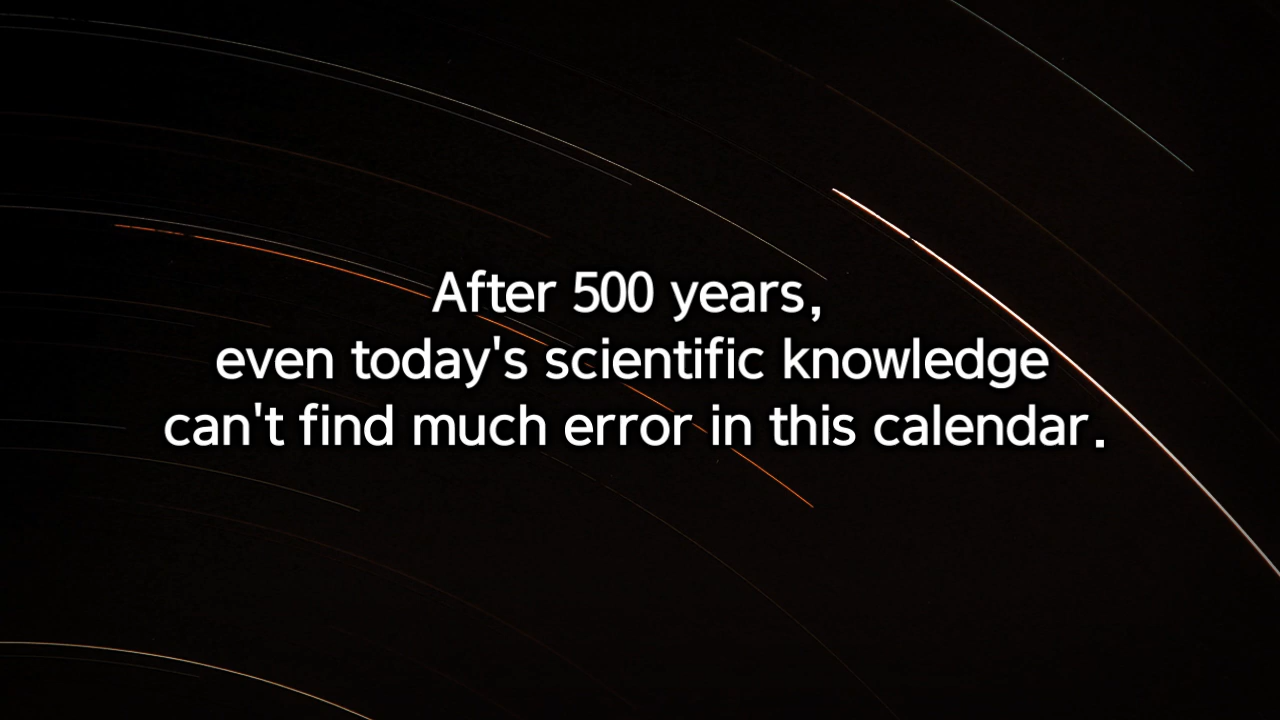 After 500 years,
even today's scientific knowledge
can't find much error in this calendar.